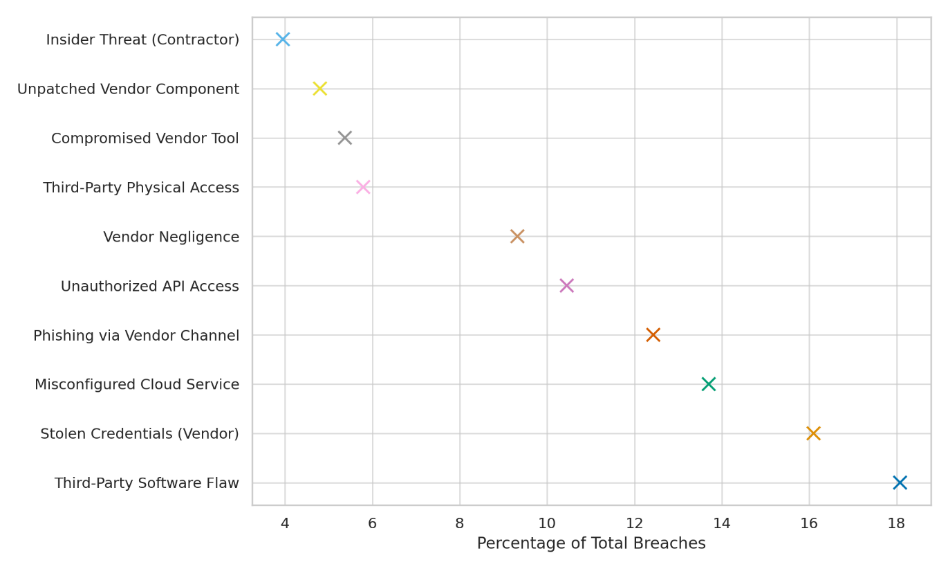 Insider Threat (Contractor)
Unpatched Vendor Component
Compromised Vendor Tool
Third-Party Physical Access
Vendor Negligence
Unauthorized API Access
Phishing via Vendor Channel
Misconfigured Cloud Service
Stolen Credentials (Vendor)
Third-Party Software Flaw
4 6 8 10 12 14 16 18
Percentage of Total Breaches